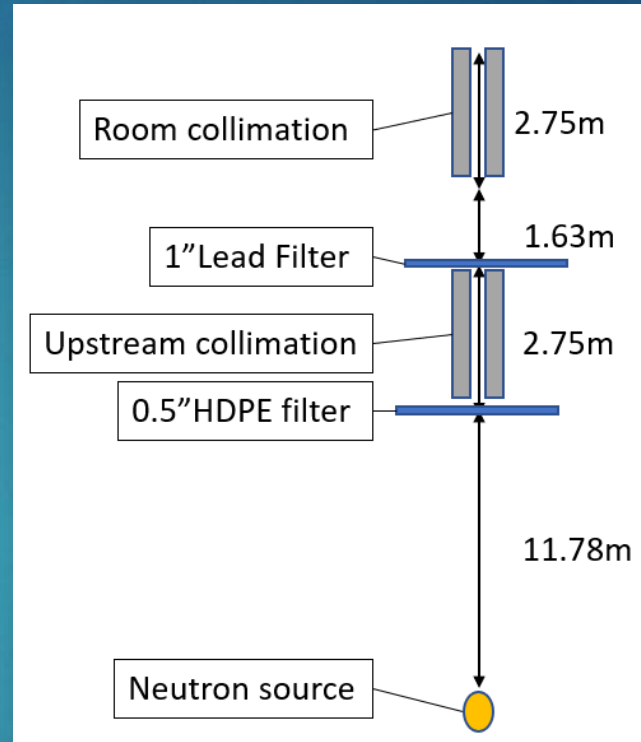 Room collimation
2.75m
1.63m
1”Lead Filter
Upstream collimation
2.75m
0.5”HDPE filter
11.78m
Neutron source